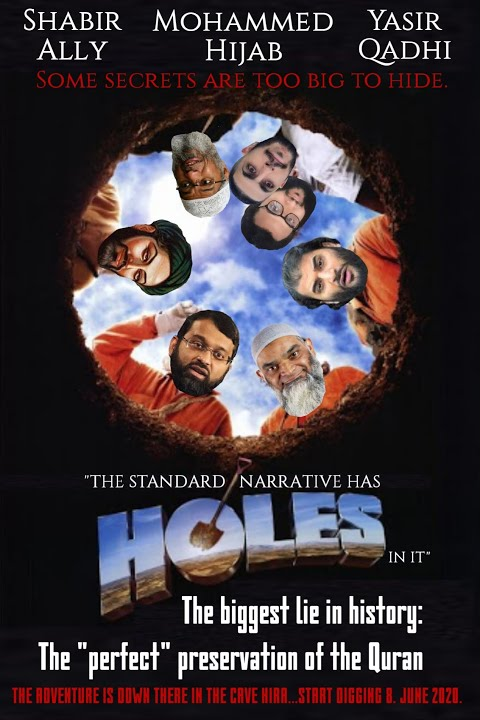 SHABIR MOHAMMED YASIR
ALLY HIJAB QADHI
SOME SECRETS ARE TOO BIG TO HIDE.
"THE STANDARD NARRATIVE HAS
HOLES
IN IT"
The biggest lie in history:
The "perfect" preservation of the Quran
THE ADVENTURE IS DOWN THERE IN THE CAVE HIRA...START DIGGING 8. JUNE 2020.